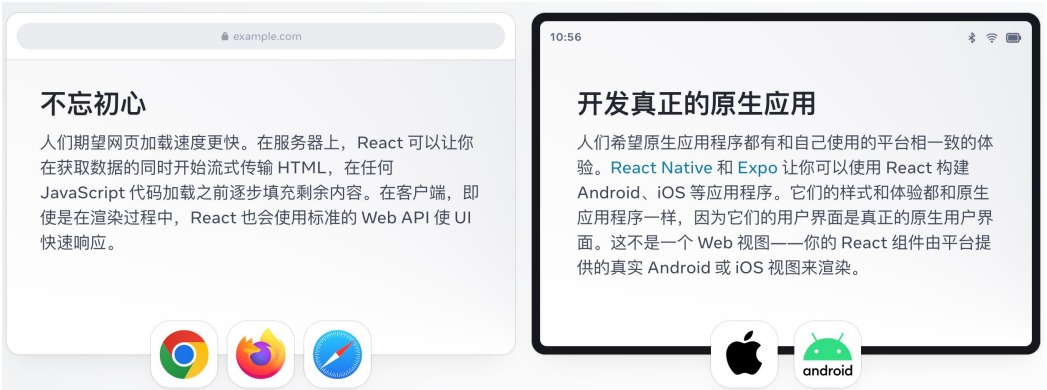 example.com
不忘初心
人们期望网页加载速度更快。在服务器上，React 可以让你
在获取数据的同时开始流式传输 HTML，在任何
JavaScript 代码加载之前逐步填充剩余内容。在客户端，即
使是在渲染过程中，React 也会使用标准的 Web API 使 UI
快速响应。
10:56
开发真正的原生应用
人们希望原生应用程序都有和自己使用的平台相一致的体
验。React Native 和 Expo 让你可以使用 React 构建
Android、iOS 等应用程序。它们的样式和体验都和原生
应用程序一样，因为它们的用户界面是真正的原生用户界
面。这不是一个 Web 视图——你的 React 组件由平台提
供的真实 Android 或 iOS 视图来渲染。
android